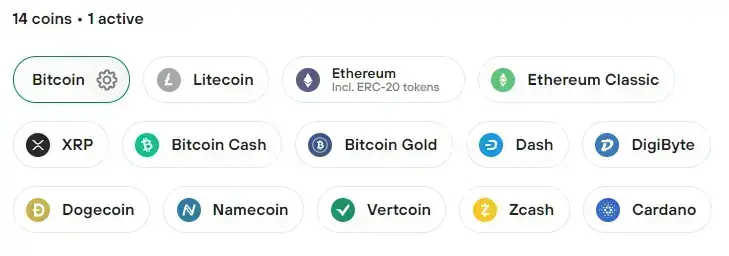 14 coins • 1 active
Bitcoin
Litecoin
Ethereum
Incl. ERC-20 tokens
Ethereum Classic
XRP
Bitcoin Cash
Bitcoin Gold
Dash
DigiByte
Dogecoin
Namecoin
Vertcoin
Zcash
Cardano